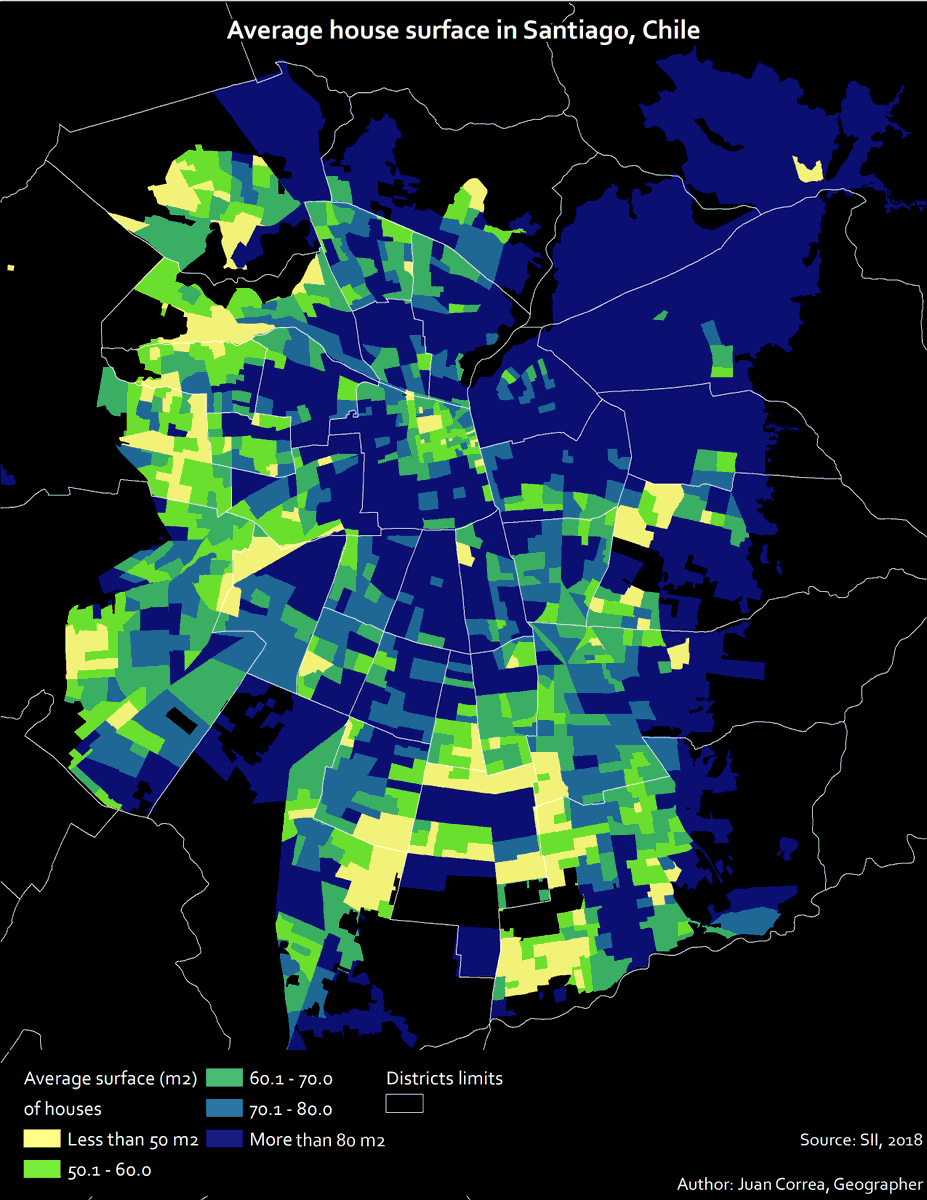 Average house surface in Santiago, Chile
Average surface (m2)
of houses
Less than 50 m2
50.1 - 60.0
60.1 - 70.0
70.1 - 80.0
More than 80 m2
Districts limits
Source: SII, 2018
Author: Juan Correa, Geographer